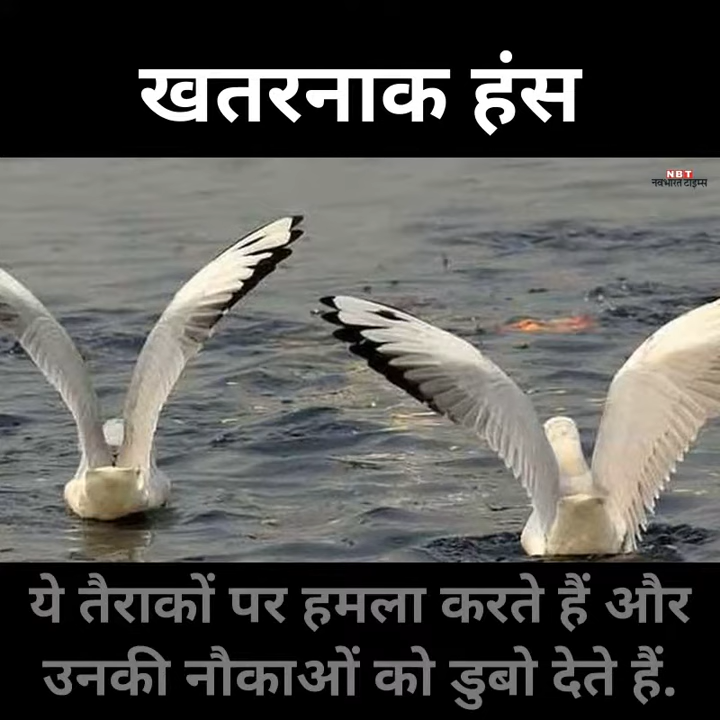 खतरनाक हंस
NBT
नवभारत टाइम्स
ये तैराकों पर हमला करते हैं और
उनकी नौकाओं को डुबो देते हैं.